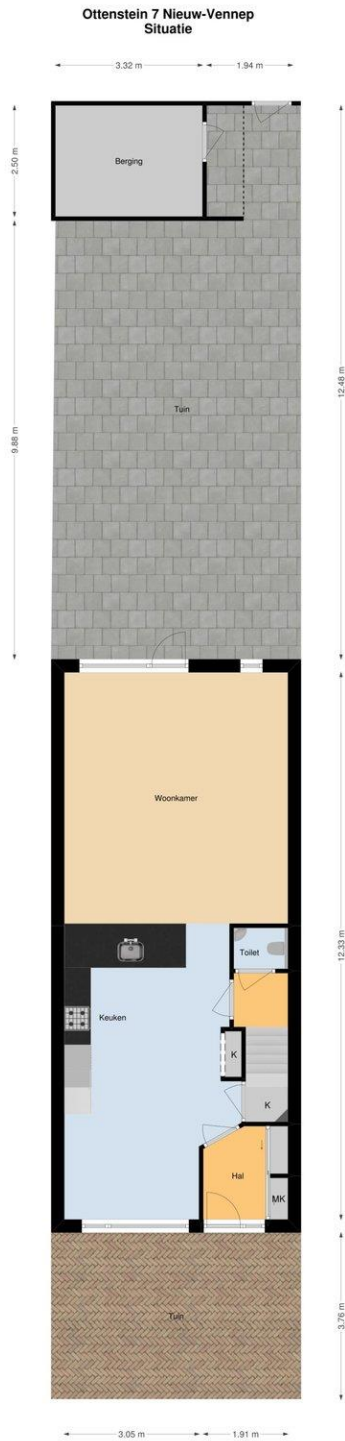 Ottenstein 7 Nieuw-Vennep
Situatie
3.32 m
1.94 m
2.50 m
Berging
12.48 m
9.88 m
Tuin
Woonkamer
12.33 m
Toilet
Keuken
K
K
Hal
MK
Tuin
3.76 m
3.05 m
1.91 m